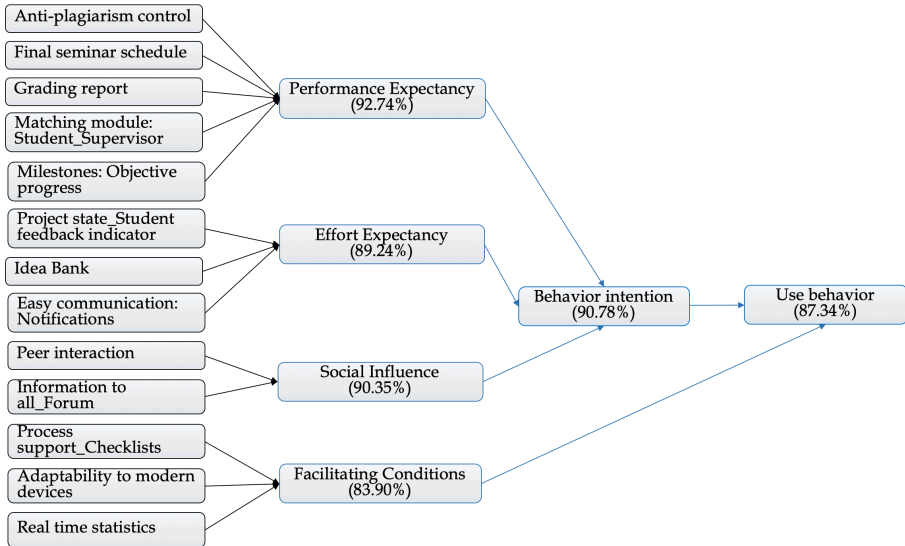 Anti-plagiarism control
Final seminar schedule
Grading report
Matching module:
Student_Supervisor
Milestones: Objective
progress
Project state_Student
feedback indicator
Idea Bank
Easy communication:
Notifications
Peer interaction
Information to
all_Forum
Process
support_Checklists
Adaptability to modern
devices
Real time statistics
Performance Expectancy
(92.74%)
Effort Expectancy
(89.24%)
Social Influence
(90.35%)
Facilitating Conditions
(83.90%)
Behavior intention
(90.78%)
Use behavior
(87.34%)